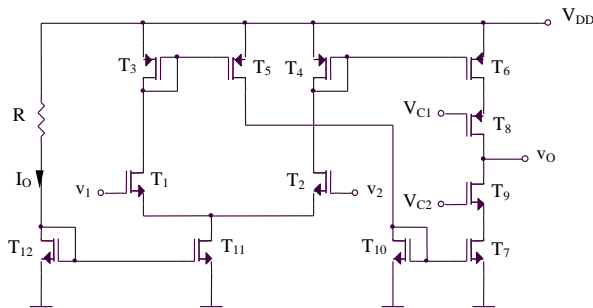 V_DD
T_3
T_5
T_4
T_6
R
V_C1
T_8
I_O
v_O
T_1
T_2
v_1
v_2
T_9
V_C2
T_12
T_11
T_10
T_7